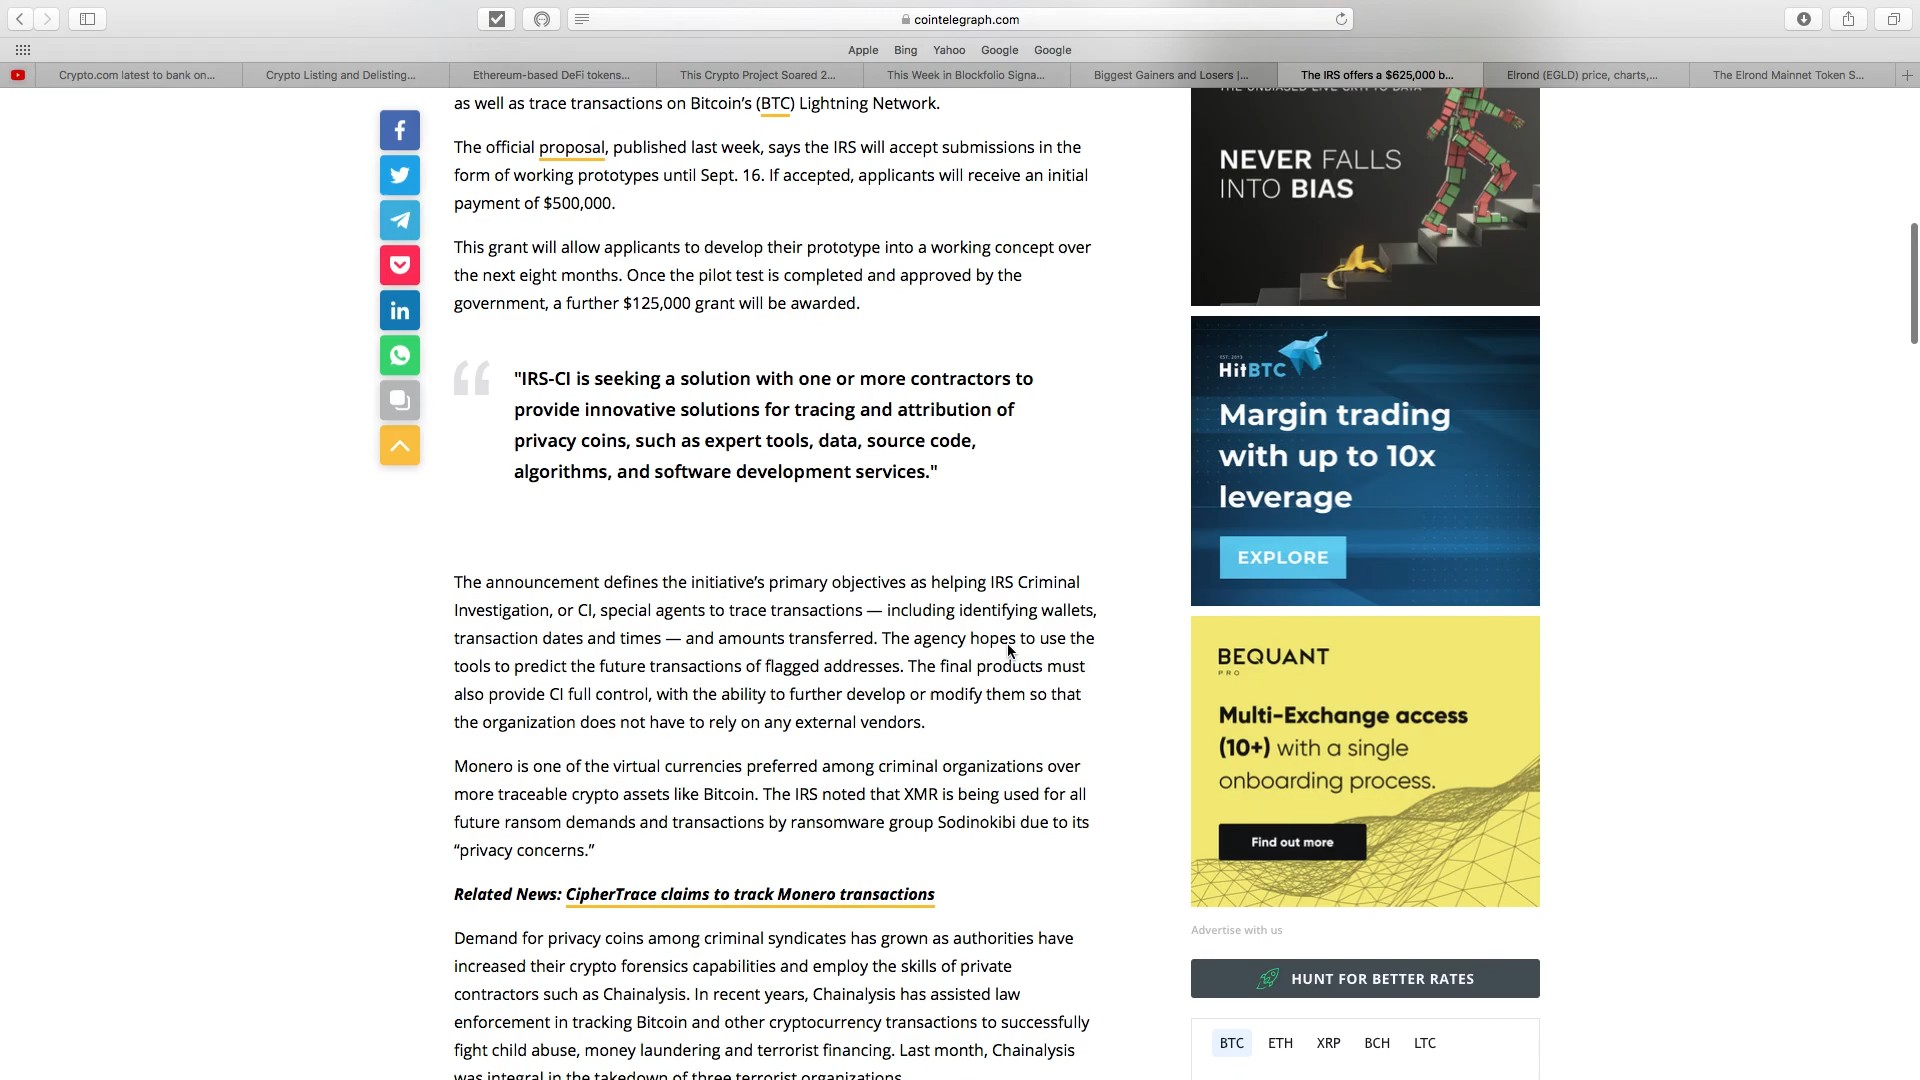 cointelegraph.com
Apple Bing Yahoo Google Google
Crypto.com latest to bank on...
Crypto Listing and Delisting...
Ethereum-based DeFi tokens...
This Crypto Project Soared 2...
This Week in Blockfolio Signa...
Biggest Gainers and Losers |...
The IRS offers a $625,000 b...
Elrond (EGLD) price, charts,...
The Elrond Mainnet Token S...
as well as trace transactions on Bitcoin’s (BTC) Lightning Network.
The official proposal, published last week, says the IRS will accept submissions in the
form of working prototypes until Sept. 16. If accepted, applicants will receive an initial
payment of $500,000.
This grant will allow applicants to develop their prototype into a working concept over
the next eight months. Once the pilot test is completed and approved by the
government, a further $125,000 grant will be awarded.
"IRS-CI is seeking a solution with one or more contractors to
provide innovative solutions for tracing and attribution of
privacy coins, such as expert tools, data, source code,
algorithms, and software development services."
The announcement defines the initiative’s primary objectives as helping IRS Criminal
Investigation, or CI, special agents to trace transactions — including identifying wallets,
transaction dates and times — and amounts transferred. The agency hopes to use the
tools to predict the future transactions of flagged addresses. The final products must
also provide CI full control, with the ability to further develop or modify them so that
the organization does not have to rely on any external vendors.
Monero is one of the virtual currencies preferred among criminal organizations over
more traceable crypto assets like Bitcoin. The IRS noted that XMR is being used for all
future ransom demands and transactions by ransomware group Sodinokibi due to its
“privacy concerns.”
Related News: CipherTrace claims to track Monero transactions
Demand for privacy coins among criminal syndicates has grown as authorities have
increased their crypto forensics capabilities and employ the skills of private
contractors such as Chainalysis. In recent years, Chainalysis has assisted law
enforcement in tracking Bitcoin and other cryptocurrency transactions to successfully
fight child abuse, money laundering and terrorist financing. Last month, Chainalysis
was integral in the takedown of three terrorist organizations.
THE UNBIASED LIVE CRYPTO DATA
NEVER FALLS
INTO BIAS
EST. 2013
HitBTC
Margin trading
with up to 10x
leverage
EXPLORE
BEQUANT
PRO
Multi-Exchange access
(10+) with a single
onboarding process.
Find out more
Advertise with us
HUNT FOR BETTER RATES
BTC ETH XRP BCH LTC